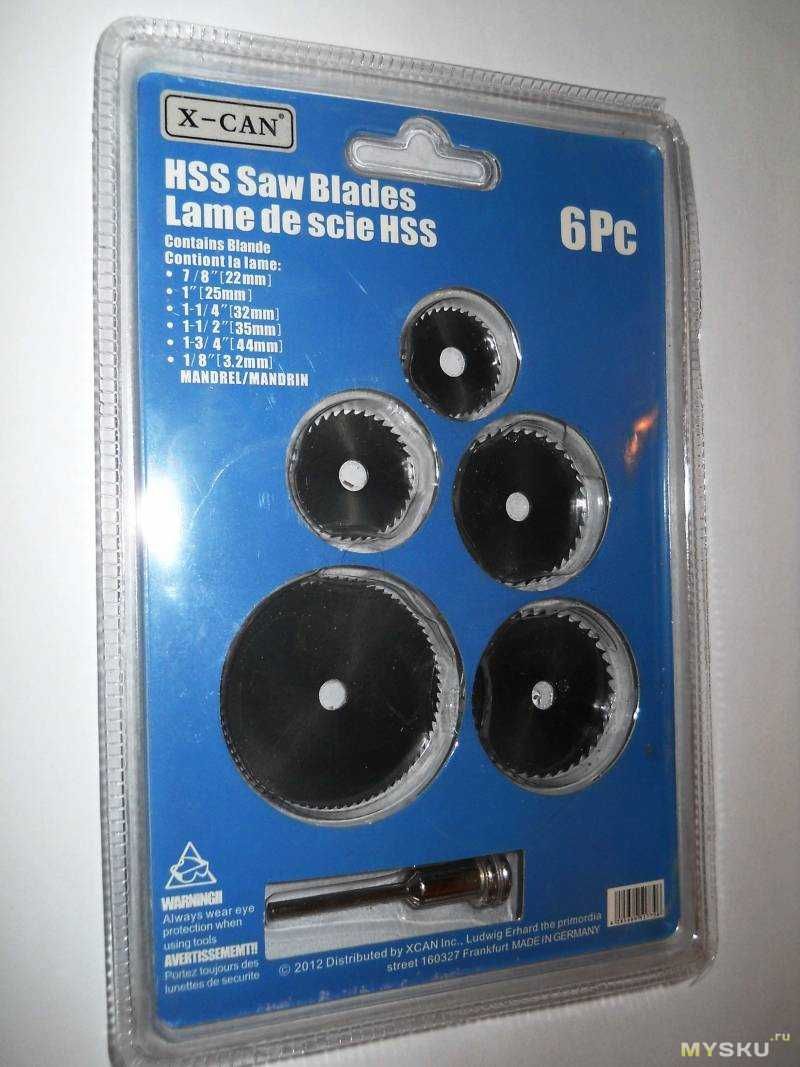 X-CAN®
HSS Saw Blades
Lame de scie HSS
6Pc
Contains Blande
Contiont la lame:
• 7/8"[22mm]
• 1"[25mm]
• 1-1/4"[32mm]
• 1-1/2"[35mm]
• 1-3/4"[44mm]
• 1/8"[3.2mm]
MANDREL/MANDRIN
WARNING!!
Always wear eye
protection when
using tools
AVERTISSEMENT!!
Portez toujours des
lunettes de securite
© 2012 Distributed by XCAN Inc., Ludwig Erhard the primordia
street 160327 Frankfurt MADE IN GERMANY
MYSKU.ru